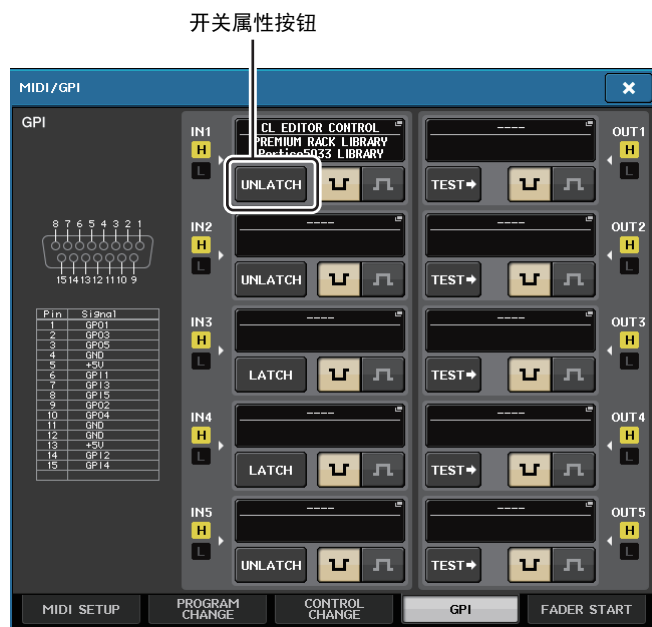 开关属性按钮
MIDI/GPI
GPI
IN1
H
L
CL EDITOR CONTROL
PREMIUM RACK LIBRARY
Portico5033 LIBRARY
UNLATCH
----
TEST
OUT1
H
L
IN2
H
L
----
UNLATCH
----
TEST
OUT2
H
L
8 7 6 5 4 3 2 1
15 14 13 12 11 10 9
Pin Signal
1 GPO1
2 GPO3
3 GPO5
4 GND
5 +5V
6 GPI1
7 GPI3
8 GPI5
9 GPO2
10 GPO4
11 GND
12 GND
13 +5V
14 GPI2
15 GPI4
IN3
H
L
----
LATCH
----
TEST
OUT3
H
L
IN4
H
L
----
LATCH
----
TEST
OUT4
H
L
IN5
H
L
----
UNLATCH
----
TEST
OUT5
H
L
MIDI SETUP
PROGRAM
CHANGE
CONTROL
CHANGE
GPI
FADER START